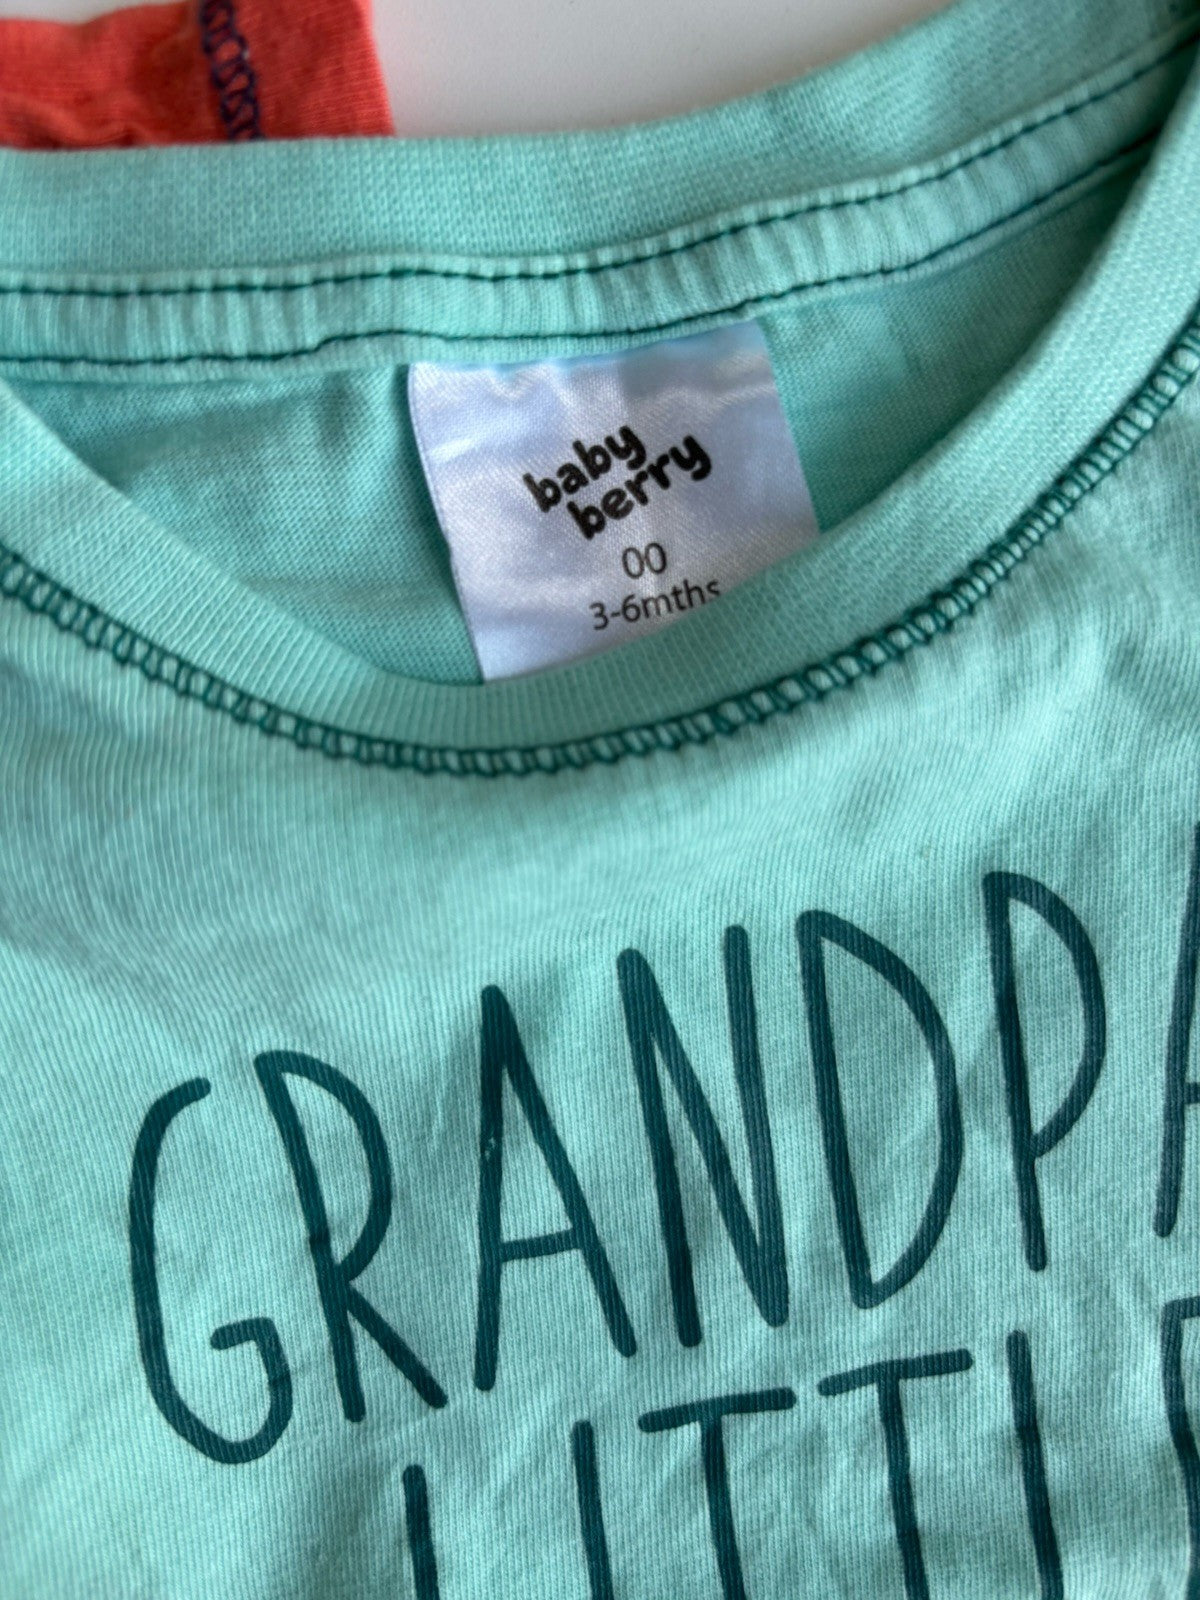 baby
berry
00
3-6mths
GRANDPA